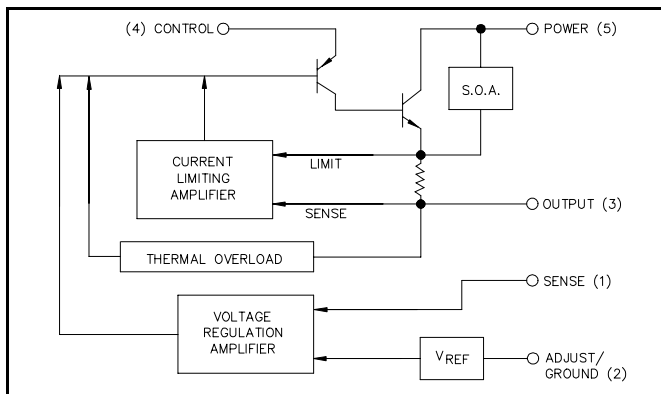 (4) CONTROL
POWER (5)
S.O.A.
CURRENT
LIMITING
AMPLIFIER
LIMIT
SENSE
OUTPUT (3)
THERMAL OVERLOAD
SENSE (1)
VOLTAGE
REGULATION
AMPLIFIER
VREF
ADJUST/
GROUND (2)